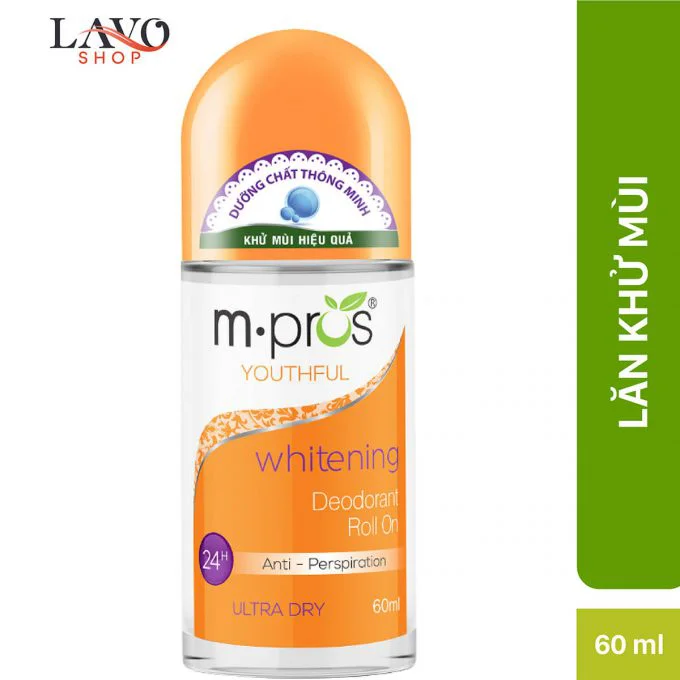 LAVO
SHOP
DƯỠNG CHẤT THÔNG MINH
KHỬ MÙI HIỆU QUẢ
m·pros®
YOUTHFUL
whitening
Deodorant
Roll On
24H
Anti - Perspiration
ULTRA DRY
60ml
LĂN KHỬ MÙI
60 ml